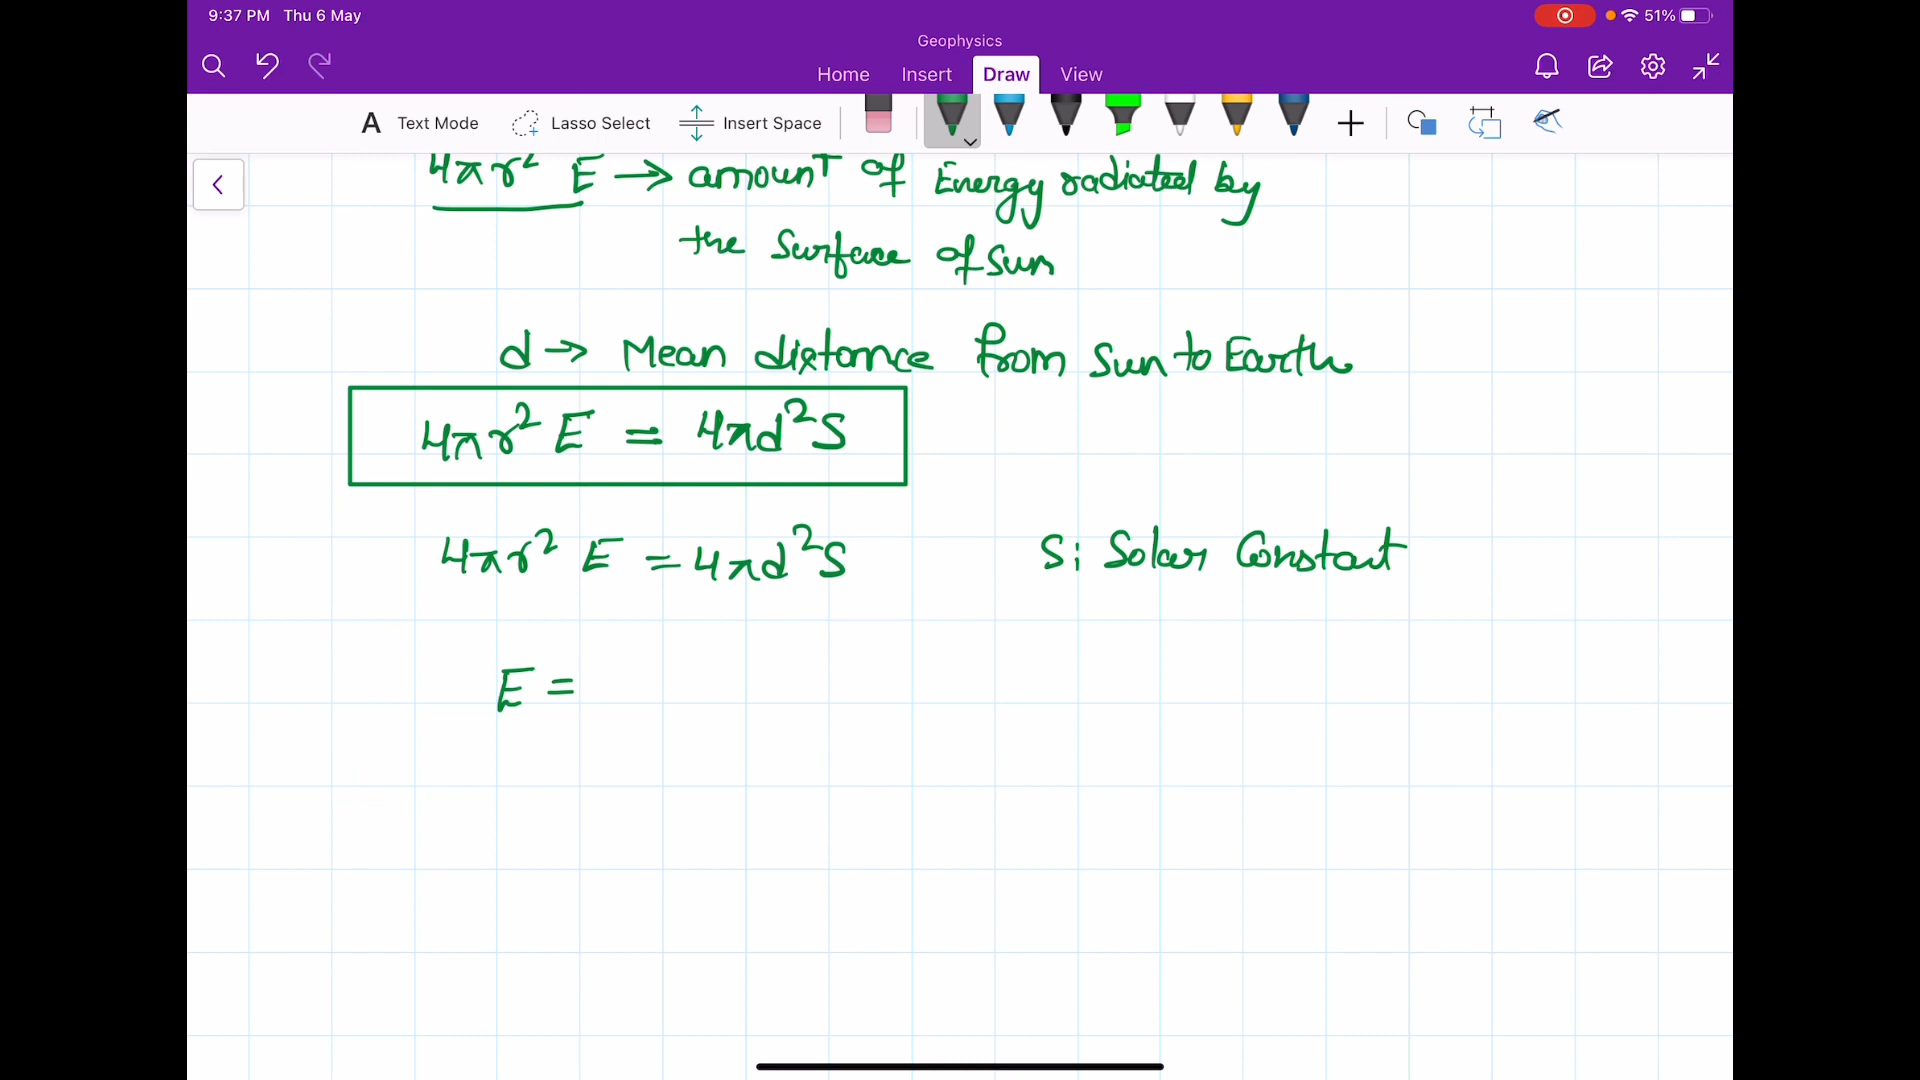 9:37 PM Thu 6 May 51%
Geophysics
Home Insert Draw View
A Text Mode Lasso Select Insert Space
4πr² E → amount of Energy radiated by
the Surface of Sun
d → Mean distance from Sun to Earth
4πr² E = 4πd²S
4πr² E = 4πd²S S: Solar Constant
E =